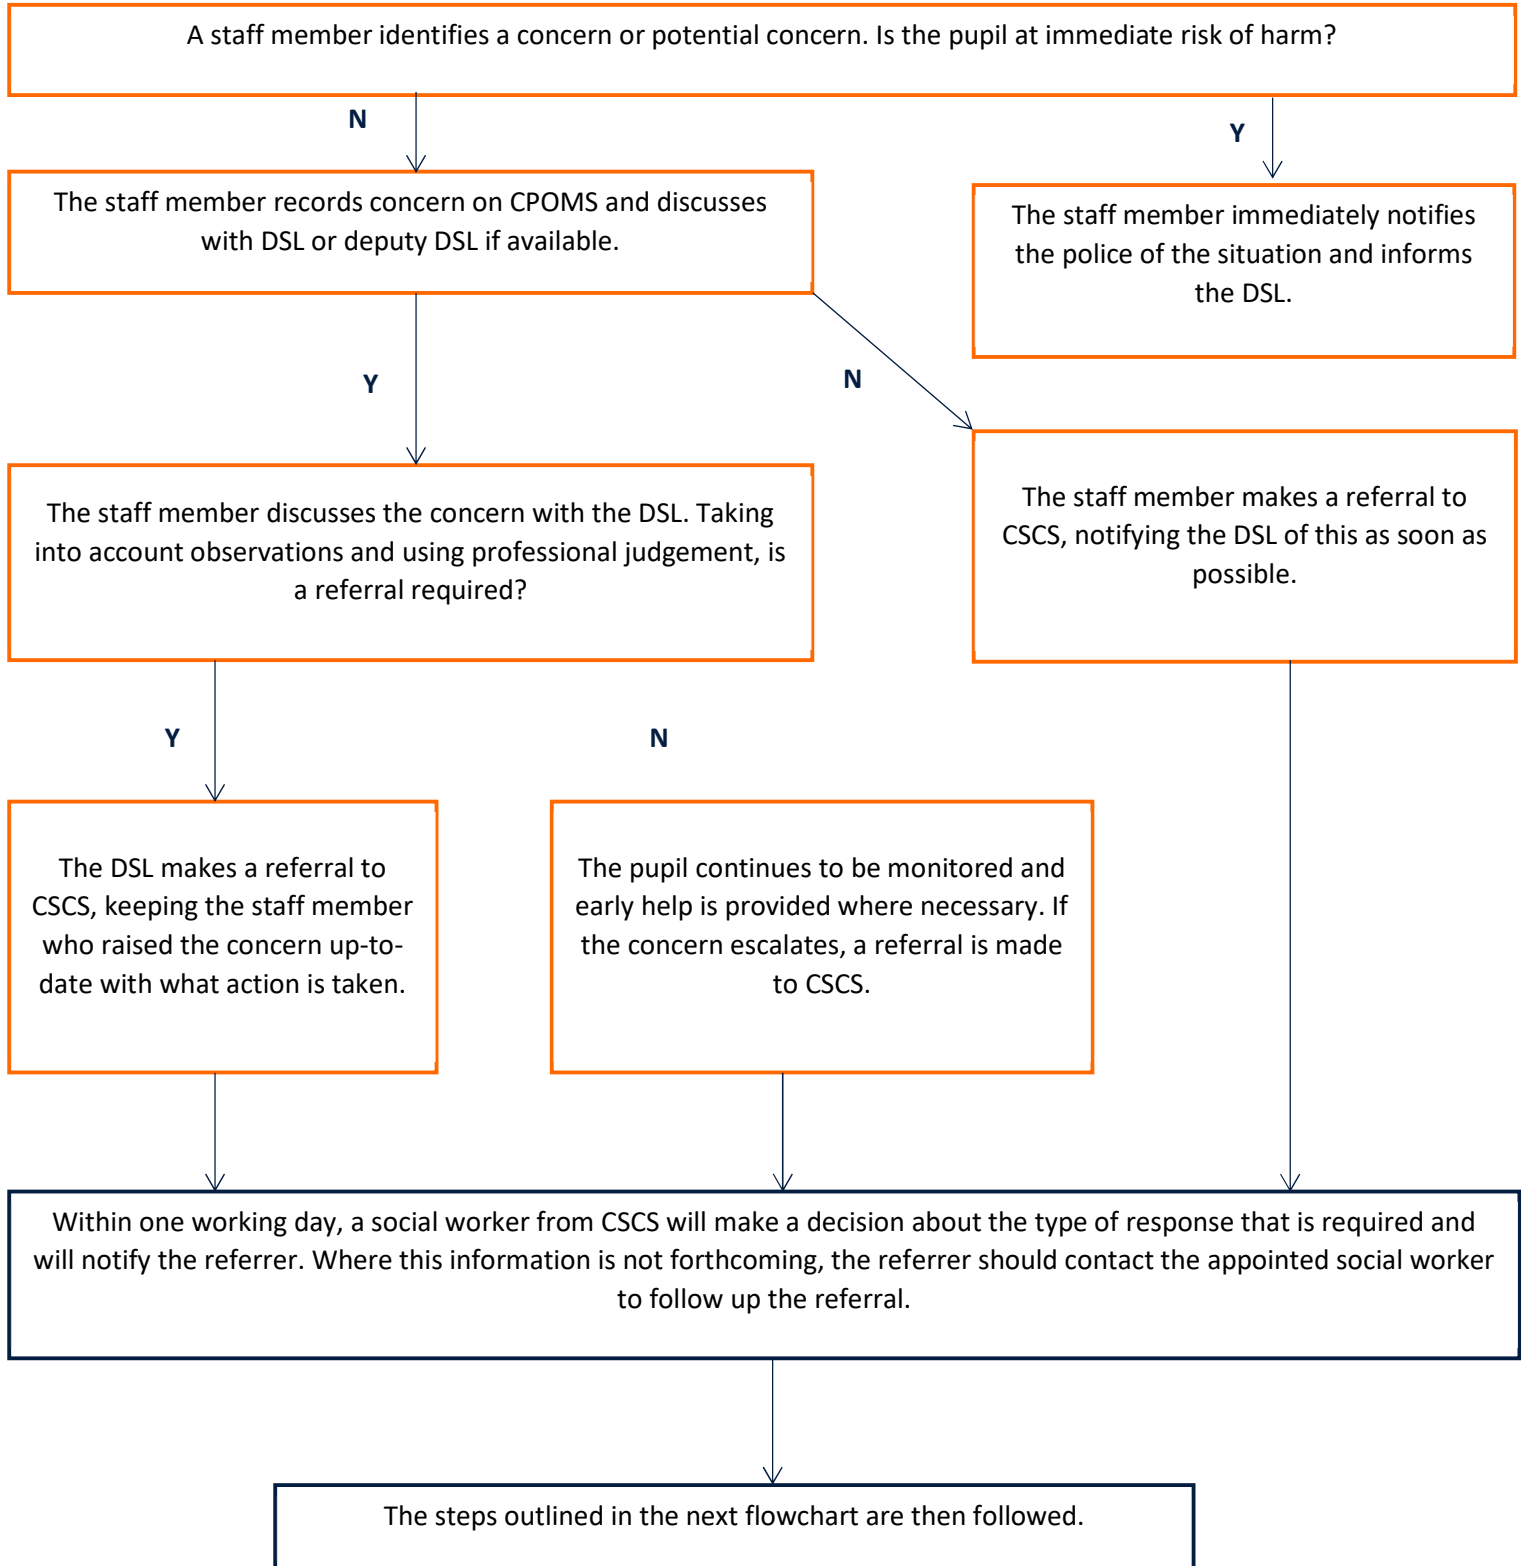 A staff member identifies a concern or potential concern. Is the pupil at immediate risk of harm?
N
Y
The staff member records concern on CPOMS and discusses
with DSL or deputy DSL if available.
The staff member immediately notifies
the police of the situation and informs
the DSL.
Y
N
The staff member discusses the concern with the DSL. Taking
into account observations and using professional judgement, is
a referral required?
The staff member makes a referral to
CSCS, notifying the DSL of this as soon as
possible.
Y
N
The DSL makes a referral to
CSCS, keeping the staff member
who raised the concern up-to-
date with what action is taken.
The pupil continues to be monitored and
early help is provided where necessary. If
the concern escalates, a referral is made
to CSCS.
Within one working day, a social worker from CSCS will make a decision about the type of response that is required and
will notify the referrer. Where this information is not forthcoming, the referrer should contact the appointed social worker
to follow up the referral.
The steps outlined in the next flowchart are then followed.